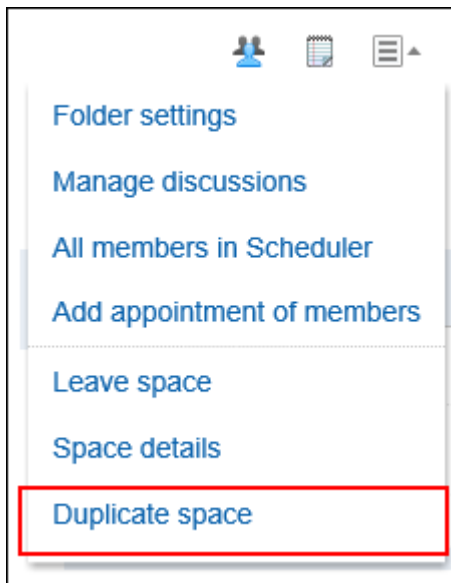 Folder settings
Manage discussions
All members in Scheduler
Add appointment of members
Leave space
Space details
Duplicate space